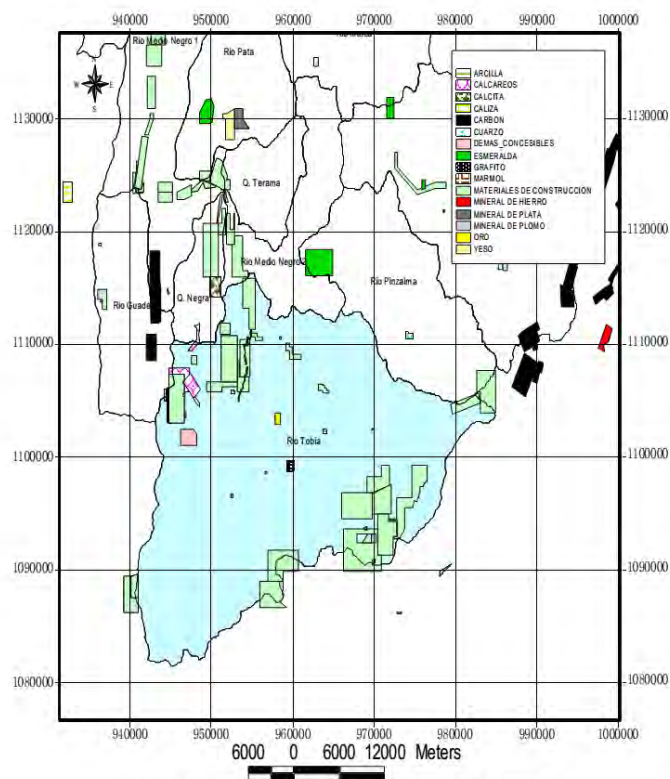 940000 950000 960000 970000 980000 990000 1000000
Rio Medio Negro 1
Rio Pata
N
W E
S
1130000 1130000
ARCILLA
CALCAREOS
CALCITA
CALIZA
CARBON
CUARZO
DEMAS_CONCESIBLES
ESMERALDA
GRAFITO
MARMOL
MATERIALES DE CONSTRUCCION
MINERAL DE HIERRO
MINERAL DE PLATA
MINERAL DE PLOMO
ORO
YESO
Q. Terama
1120000 1120000
Rio Medio Negro 2
Rio Pinzaima
Rio Guade
Q. Negra
1110000 1110000
Rio Tobia
1100000 1100000
1090000 1090000
1080000 1080000
940000 950000 960000 970000 980000 990000 1000000
6000 0 6000 12000 Meters